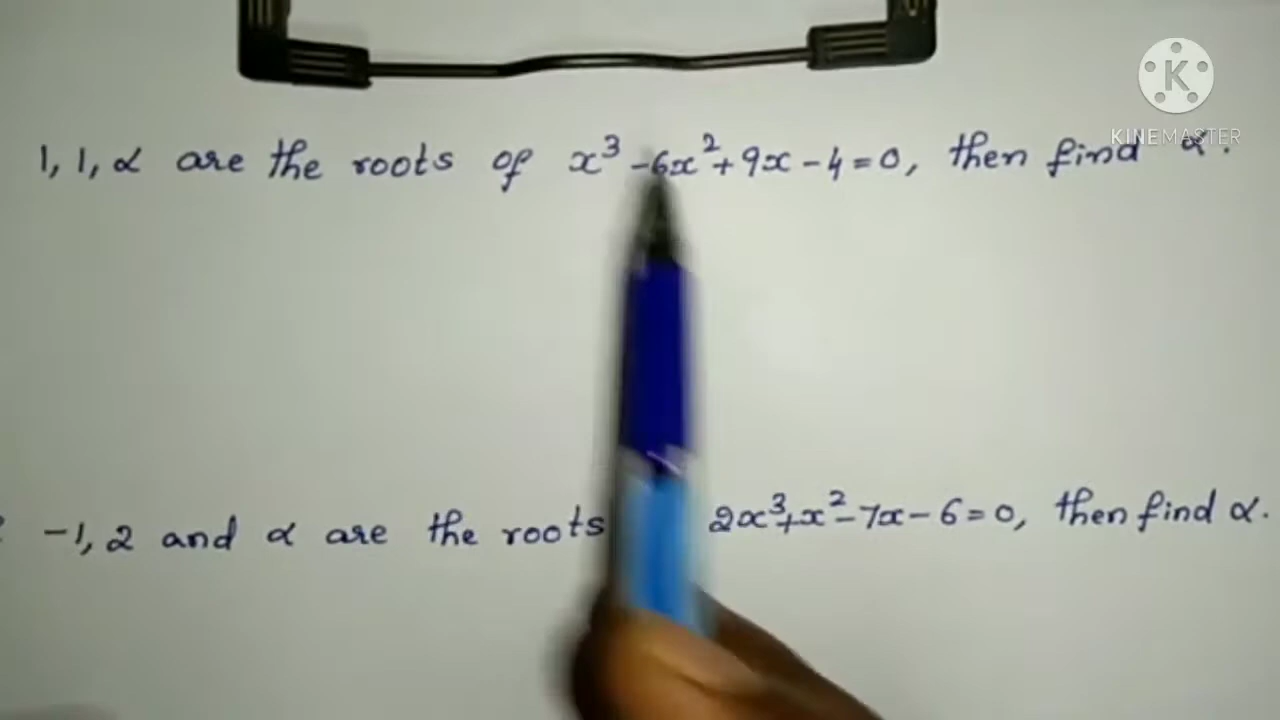 K
KINEMASTER
1, 1, α are the roots of x³ - 6x² + 9x - 4 = 0, then find α.
-1, 2 and α are the roots 2x³ + x² - 7x - 6 = 0, then find α.